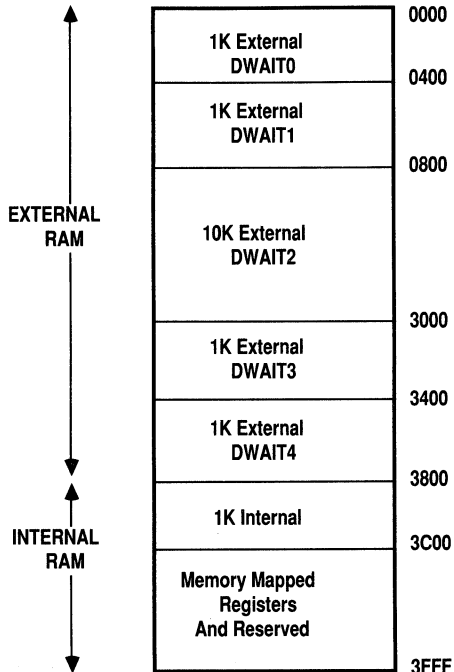 0000
1K External
DWAIT0
0400
1K External
DWAIT1
0800
EXTERNAL
RAM
10K External
DWAIT2
3000
1K External
DWAIT3
3400
1K External
DWAIT4
3800
1K Internal
INTERNAL
RAM
3C00
Memory Mapped
Registers
And Reserved
3FFF